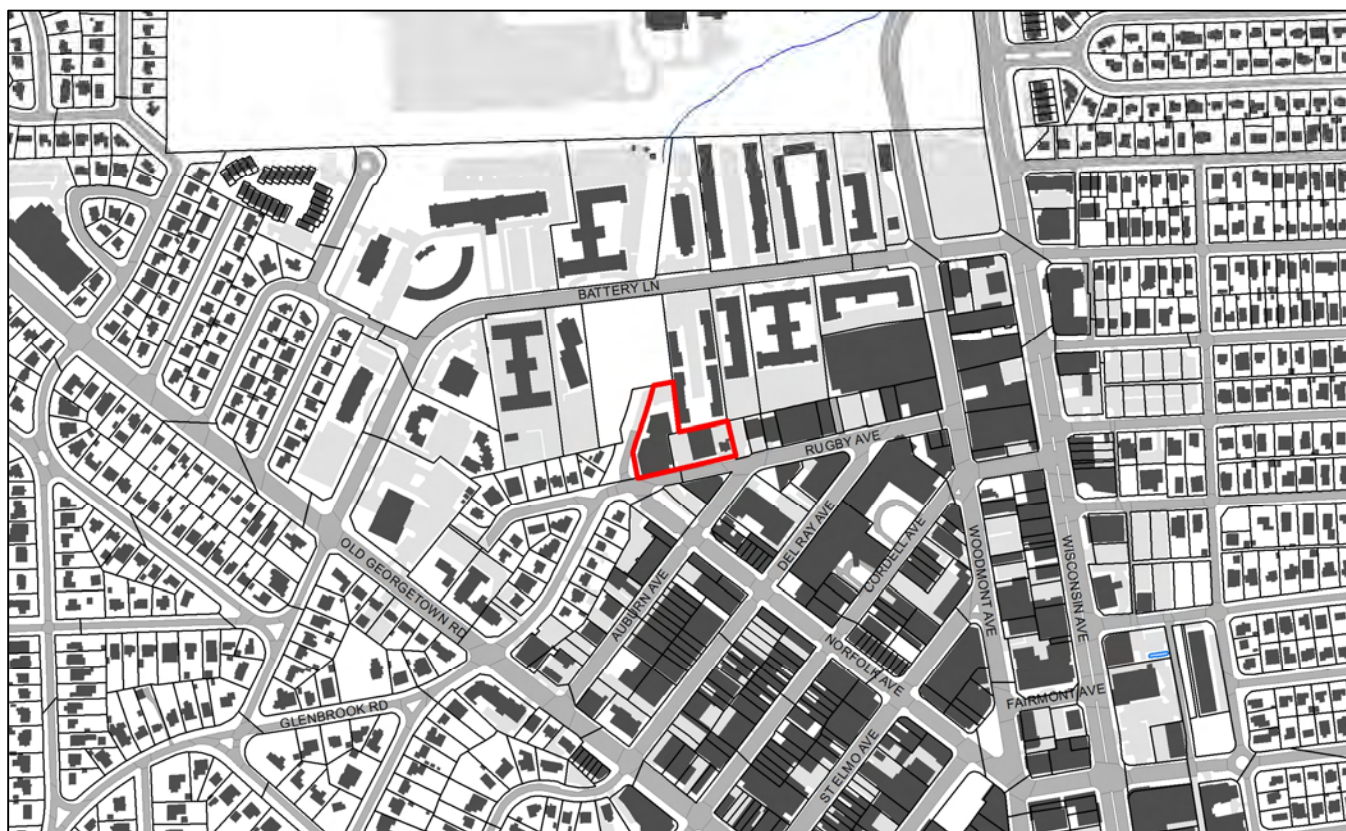 BATTERY LN
RUGBY AVE
OLD GEORGETOWN RD
AUBURN AVE
DEL RAY AVE
CORDELL AVE
WOODMONT AVE
WISCONSIN AVE
NORFOLK AVE
FAIRMONT AVE
GLENBROOK RD
ST ELMO AVE